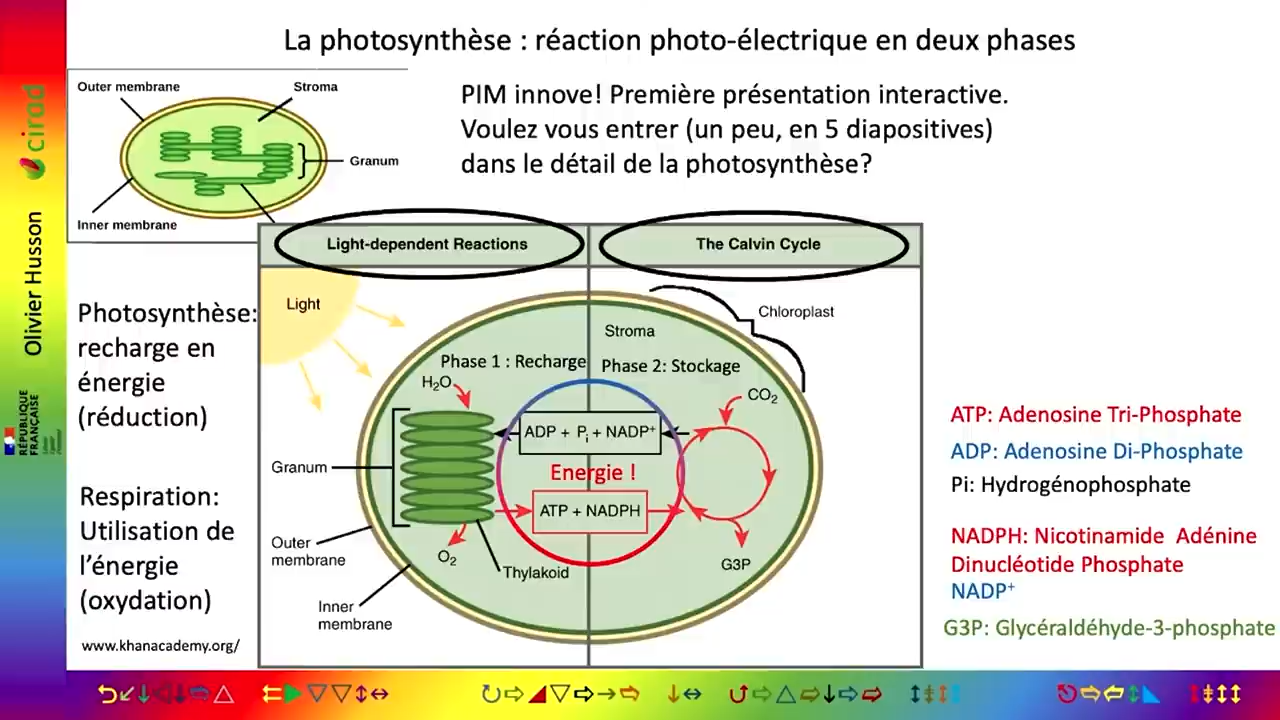 La photosynthèse : réaction photo-électrique en deux phases
Outer membrane
Stroma
Granum
Inner membrane
PIM innove! Première présentation interactive.
Voulez vous entrer (un peu, en 5 diapositives)
dans le détail de la photosynthèse?
cirad
Olivier Husson
RÉPUBLIQUE
FRANÇAISE
Light-dependent Reactions
The Calvin Cycle
Light
Chloroplast
Stroma
Phase 1 : Recharge
Phase 2: Stockage
H₂O
CO₂
ADP + Pᵢ + NADP⁺
Energie !
ATP + NADPH
Granum
Outer
membrane
O₂
Thylakoid
G3P
Inner
membrane
Photosynthèse:
recharge en
énergie
(réduction)
Respiration:
Utilisation de
l’énergie
(oxydation)
www.khanacademy.org/
ATP: Adenosine Tri-Phosphate
ADP: Adenosine Di-Phosphate
Pi: Hydrogénophosphate
NADPH: Nicotinamide Adénine
Dinucléotide Phosphate
NADP⁺
G3P: Glycéraldéhyde-3-phosphate